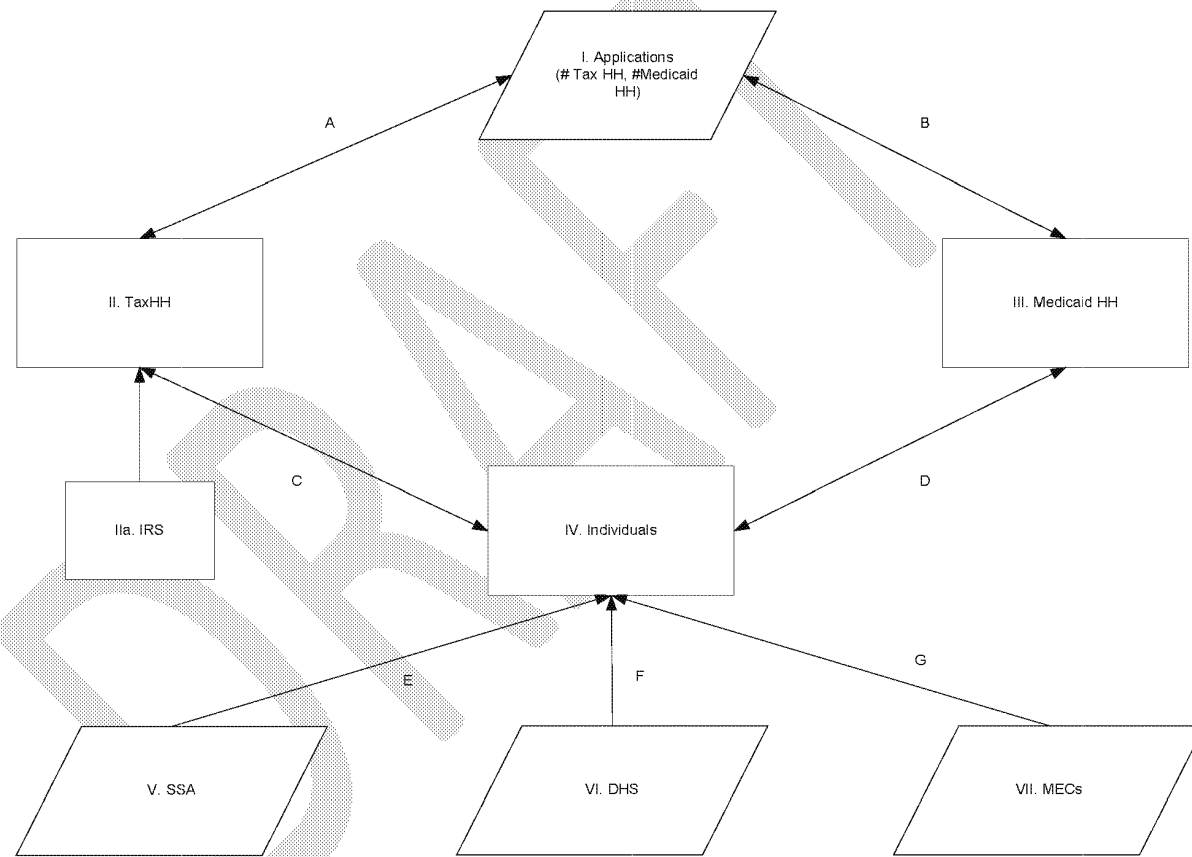 I. Applications
(# Tax HH, #Medicaid
HH)
A
B
II. TaxHH
III. Medicaid HH
C
D
IIa. IRS
IV. Individuals
E
F
G
V. SSA
VI. DHS
VII. MECs
DRAFT